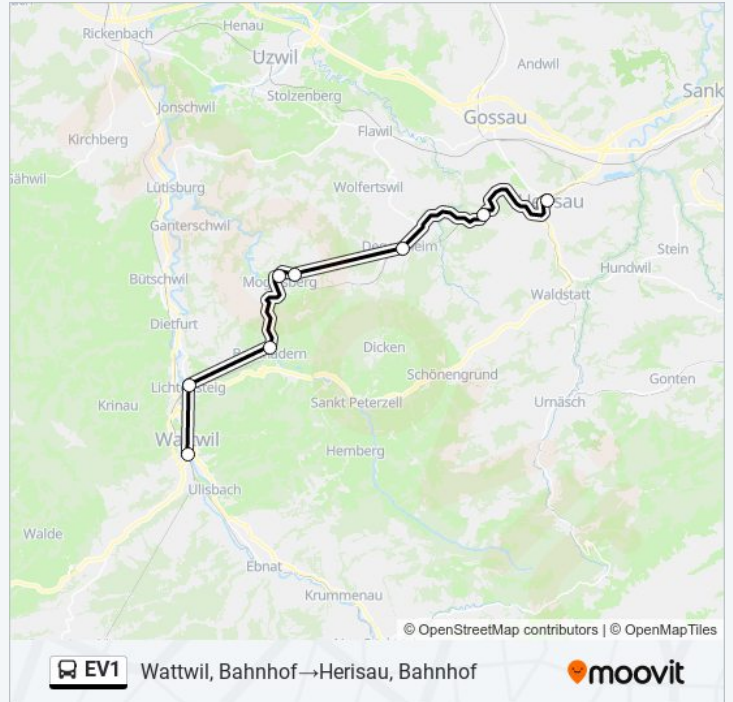 Rickenbach
Henau
Uzwil
Andwil
Stolzenberg
Sank
Jonschwil
Gossau
Flawil
Kirchberg
Gähwil
Lütisburg
Wolfertswil
Ganterschwil
Stein
Hundwil
Bütschwil
Waldstatt
Dietfurt
Dicken
Schönengrund
Gonten
Krinau
Sankt Peterzell
Urnäsch
Wattwil
Hemberg
Ulisbach
Walde
Ebnat
Krummenau
© OpenStreetMap contributors | © OpenMapTiles
EV1 Wattwil, Bahnhof→Herisau, Bahnhof moovit